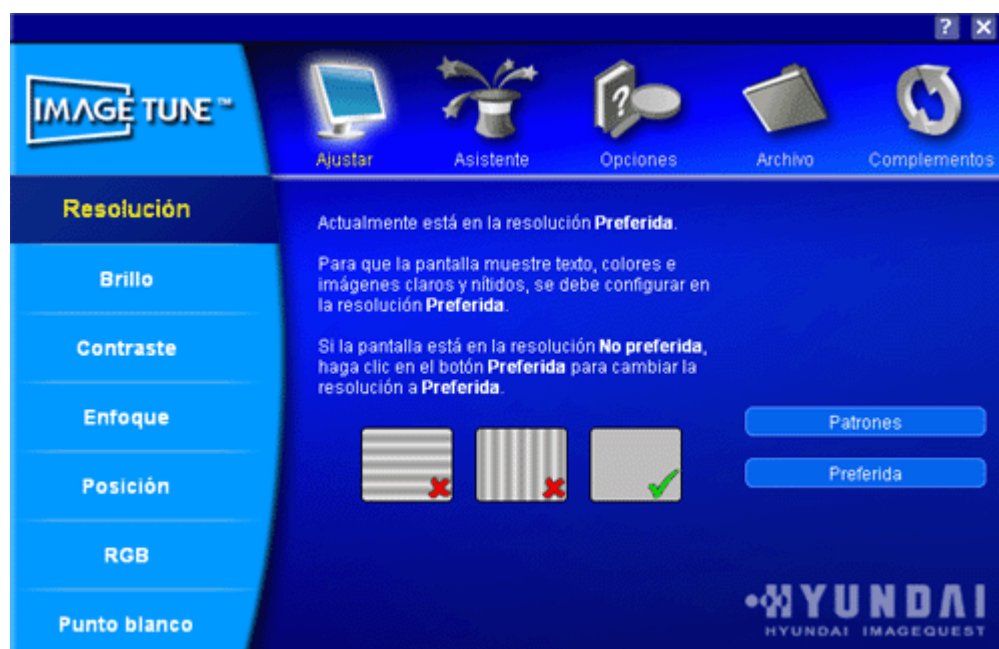 ? X
IMAGE TUNE™
Ajustar
Asistente
Opciones
Archivo
Complementos
Resolución
Brillo
Contraste
Enfoque
Posición
RGB
Punto blanco
Actualmente está en la resolución Preferida.
Para que la pantalla muestre texto, colores e
imágenes claros y nítidos, se debe configurar en
la resolución Preferida.
Si la pantalla está en la resolución No preferida,
haga clic en el botón Preferida para cambiar la
resolución a Preferida.
Patrones
Preferida
HYUNDAI
HYUNDAI IMAGEQUEST